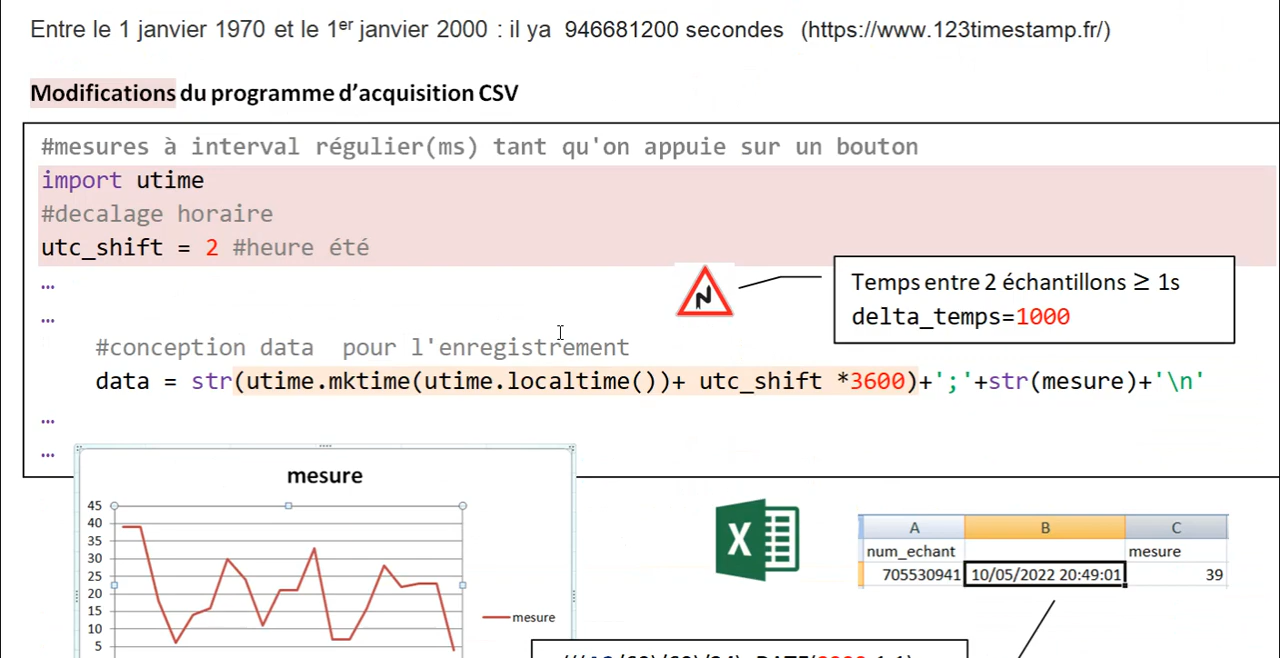 Entre le 1 janvier 1970 et le 1er janvier 2000 : il ya 946681200 secondes (https://www.123timestamp.fr/)
Modifications du programme d’acquisition CSV
#mesures à interval régulier(ms) tant qu'on appuie sur un bouton
import utime
#decalage horaire
utc_shift = 2 #heure été
…
…
Temps entre 2 échantillons ≥ 1s
delta_temps=1000
#conception data pour l'enregistrement
data = str(utime.mktime(utime.localtime())+ utc_shift *3600)+';'+str(mesure)+'\n'
…
…
mesure
45
40
35
30
25
20
15
10
5
mesure
X
A B C
num_echant mesure
705530941 10/05/2022 20:49:01 39